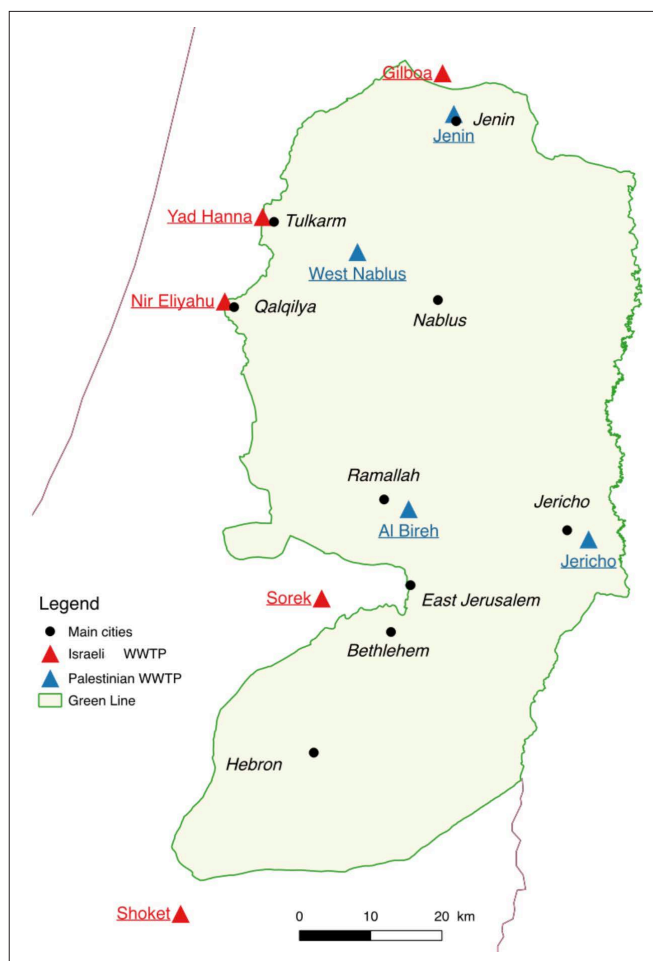 Gilboa
Jenin
Jenin
Yad Hanna
Tulkarm
West Nablus
Nir Eliyahu
Qalqilya
Nablus
Ramallah
Jericho
Al Bireh
Jericho
Sorek
East Jerusalem
Legend
Main cities
Bethlehem
Israeli WWTP
Palestinian WWTP
Green Line
Hebron
Shoket
0 10 20 km